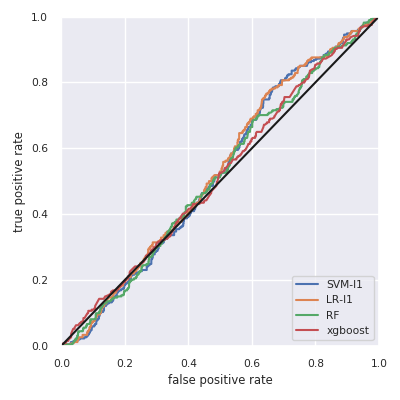 1.0
0.8
0.6
0.4
0.2
0.0
true positive rate
0.0 0.2 0.4 0.6 0.8 1.0
false positive rate
SVM-l1
LR-l1
RF
xgboost